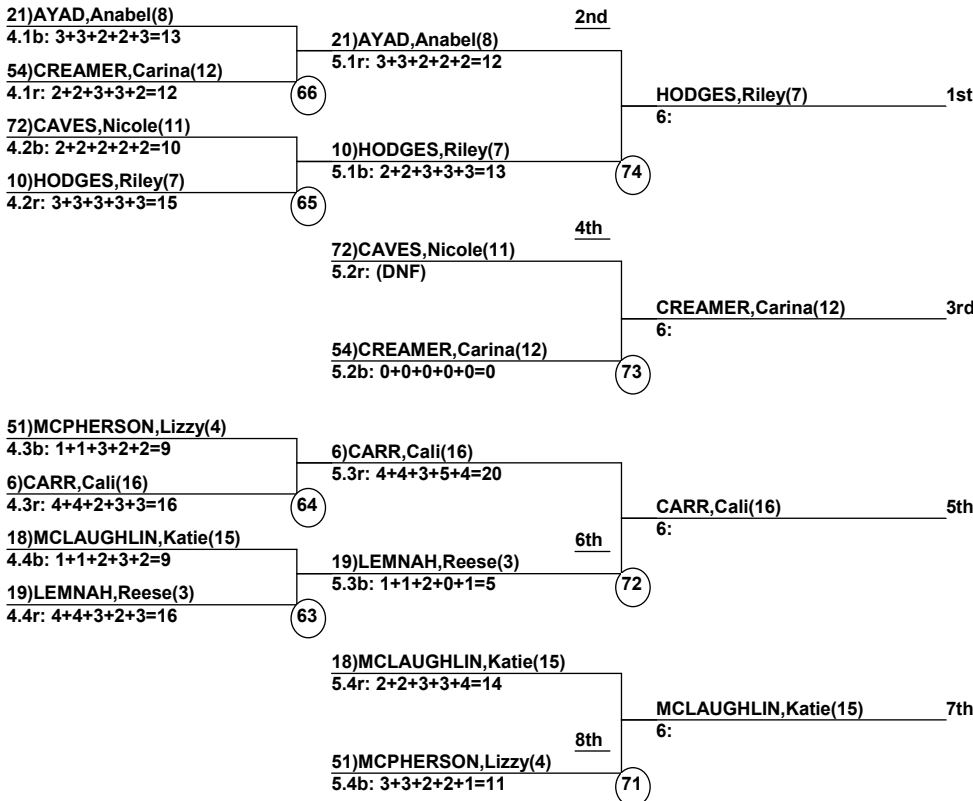 21)AYAD,Anabel(8)
4.1b: 3+3+2+2+3=13
54)CREAMER,Carina(12)
4.1r: 2+2+3+3+2=12
66
72)CAVES,Nicole(11)
4.2b: 2+2+2+2+2=10
10)HODGES,Riley(7)
4.2r: 3+3+3+3+3=15
65
21)AYAD,Anabel(8)
5.1r: 3+3+2+2+2=12
10)HODGES,Riley(7)
5.1b: 2+2+3+3+3=13
2nd
74
HODGES,Riley(7)
6:
1st
72)CAVES,Nicole(11)
5.2r: (DNF)
54)CREAMER,Carina(12)
5.2b: 0+0+0+0+0=0
4th
73
CREAMER,Carina(12)
6:
3rd
51)MCPHERSON,Lizzy(4)
4.3b: 1+1+3+2+2=9
6)CARR,Cali(16)
4.3r: 4+4+2+3+3=16
64
18)MCLAUGHLIN,Katie(15)
4.4b: 1+1+2+3+2=9
19)LEMNAH,Reese(3)
4.4r: 4+4+3+2+3=16
63
6)CARR,Cali(16)
5.3r: 4+4+3+5+4=20
19)LEMNAH,Reese(3)
5.3b: 1+1+2+0+1=5
6th
72
CARR,Cali(16)
6:
5th
18)MCLAUGHLIN,Katie(15)
5.4r: 2+2+3+3+4=14
51)MCPHERSON,Lizzy(4)
5.4b: 3+3+2+2+1=11
8th
71
MCLAUGHLIN,Katie(15)
6:
7th